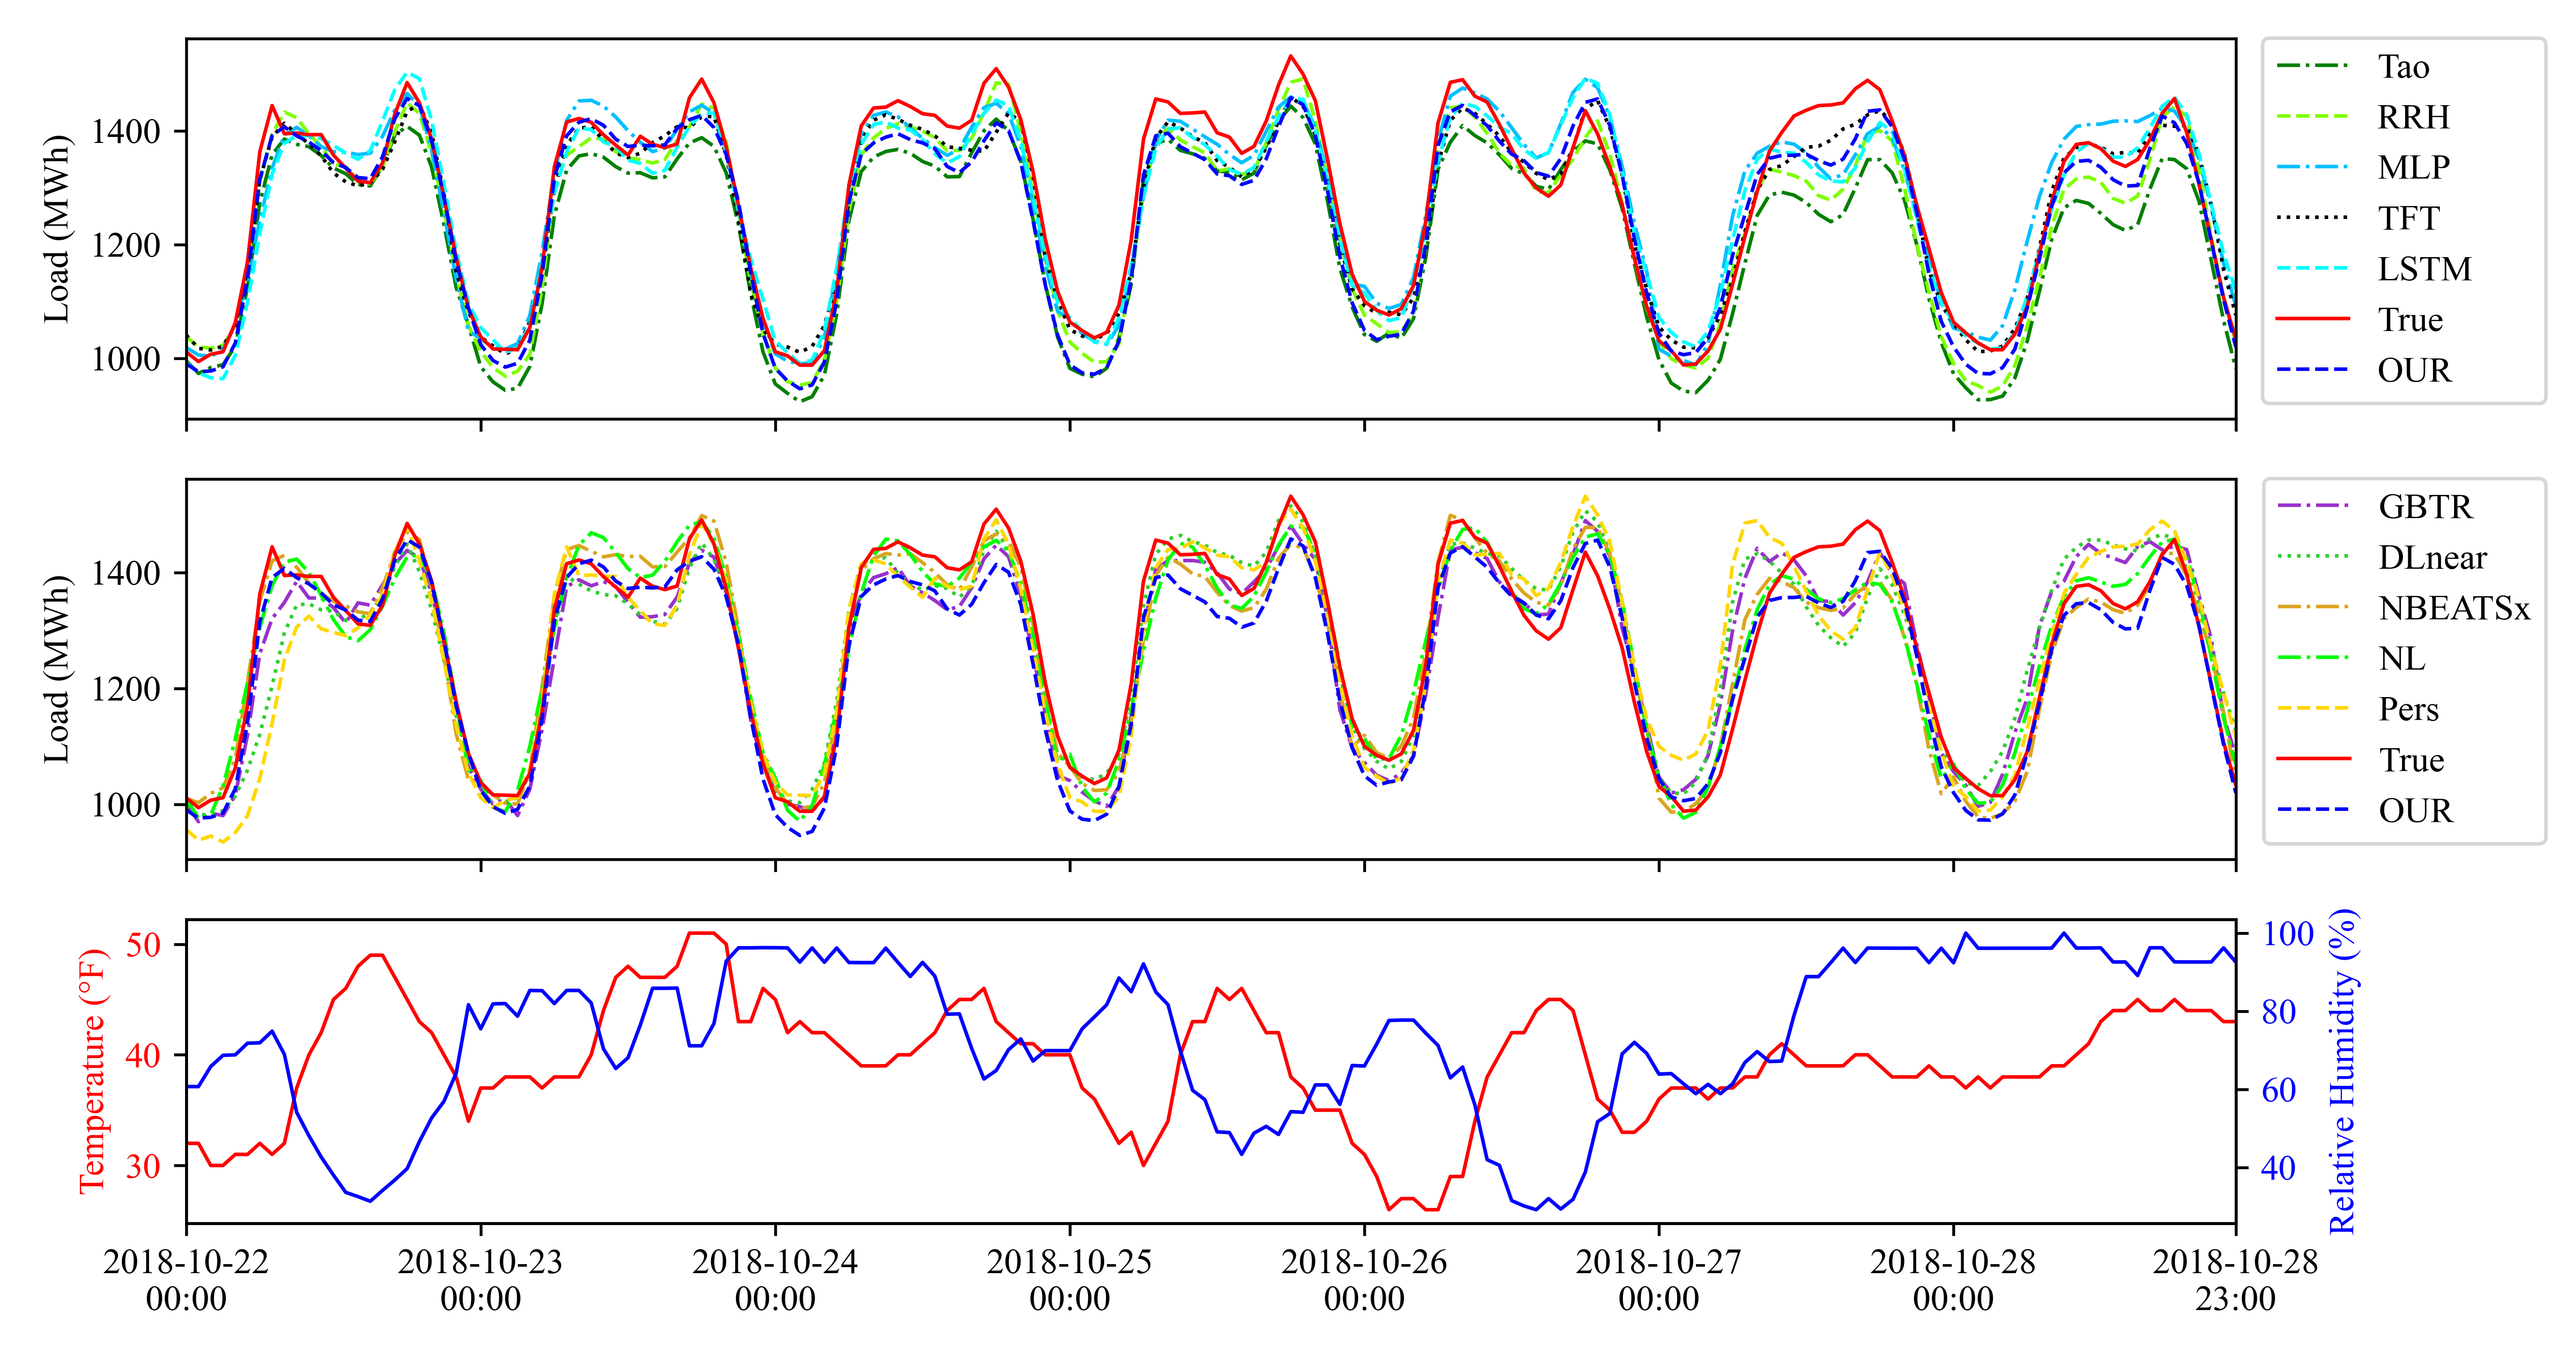 Load (MWh)
1400
1200
1000
Tao
RRH
MLP
TFT
LSTM
True
OUR
Load (MWh)
1400
1200
1000
GBTR
DLnear
NBEATSx
NL
Pers
True
OUR
Temperature (°F)
50
40
30
100
80
60
40
Relative Humidity (%)
2018-10-22
00:00
2018-10-23
00:00
2018-10-24
00:00
2018-10-25
00:00
2018-10-26
00:00
2018-10-27
00:00
2018-10-28
00:00
2018-10-28
23:00